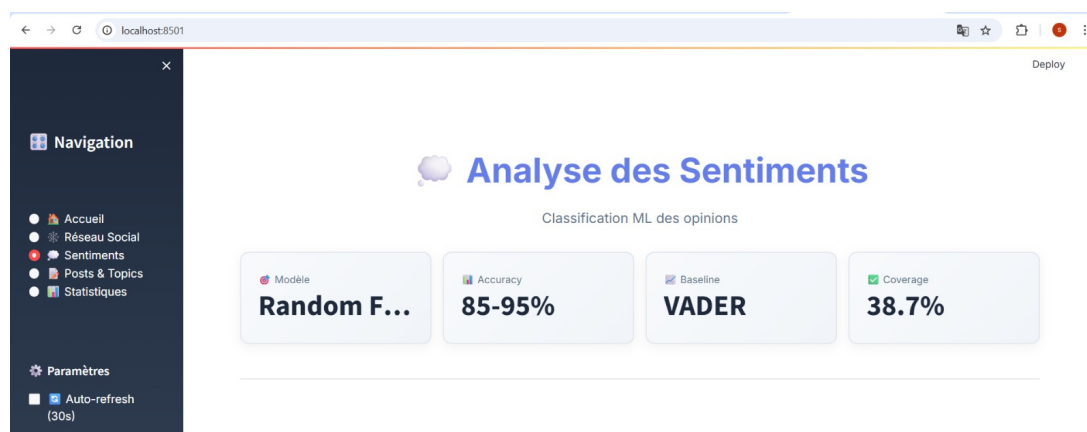 localhost:8501
S
Deploy
Navigation
Accueil
Réseau Social
Sentiments
Posts & Topics
Statistiques
Paramètres
Auto-refresh
(30s)
Analyse des Sentiments
Classification ML des opinions
Modèle
Random F...
Accuracy
85-95%
Baseline
VADER
Coverage
38.7%